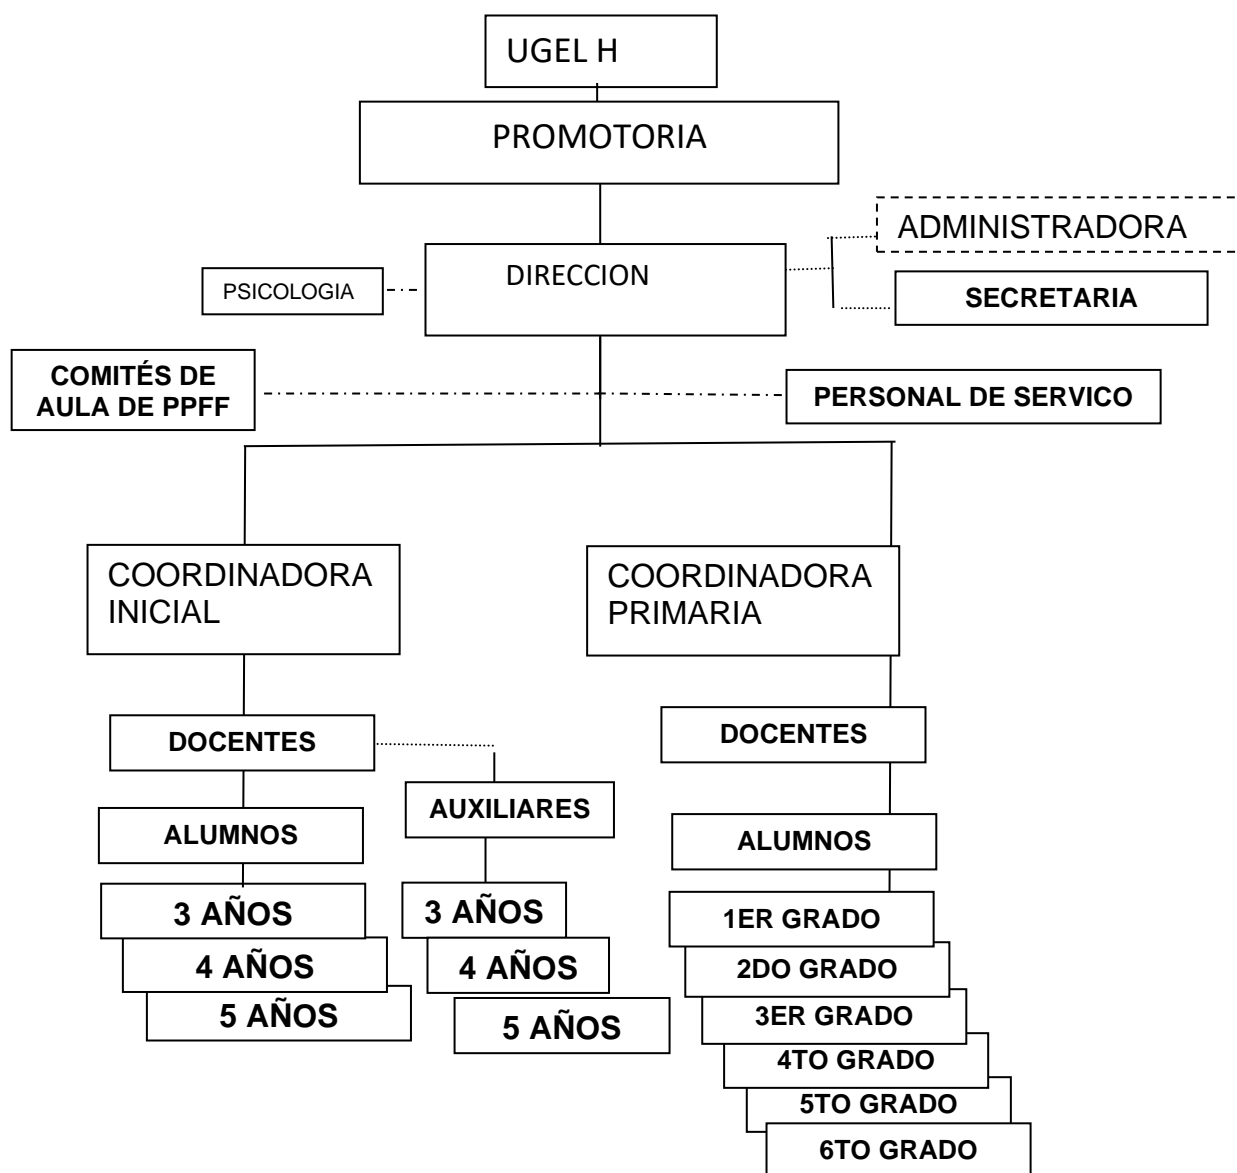 UGEL H
PROMOTORIA
ADMINISTRADORA
DIRECCION
PSICOLOGIA
SECRETARIA
COMITÉS DE
AULA DE PPFF
PERSONAL DE SERVICO
COORDINADORA
INICIAL
COORDINADORA
PRIMARIA
DOCENTES
DOCENTES
AUXILIARES
ALUMNOS
ALUMNOS
3 AÑOS
4 AÑOS
5 AÑOS
3 AÑOS
4 AÑOS
5 AÑOS
1ER GRADO
2DO GRADO
3ER GRADO
4TO GRADO
5TO GRADO
6TO GRADO